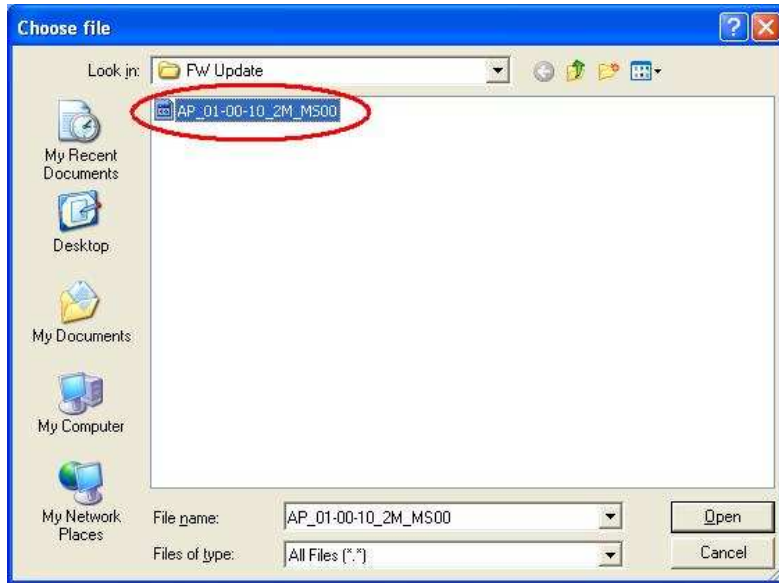 Choose file
Look in:
FW Update
AP_01-00-10_2M_MS00
My Recent
Documents
Desktop
My Documents
My Computer
My Network
Places
File name:
AP_01-00-10_2M_MS00
Open
Files of type:
All Files (*.*)
Cancel